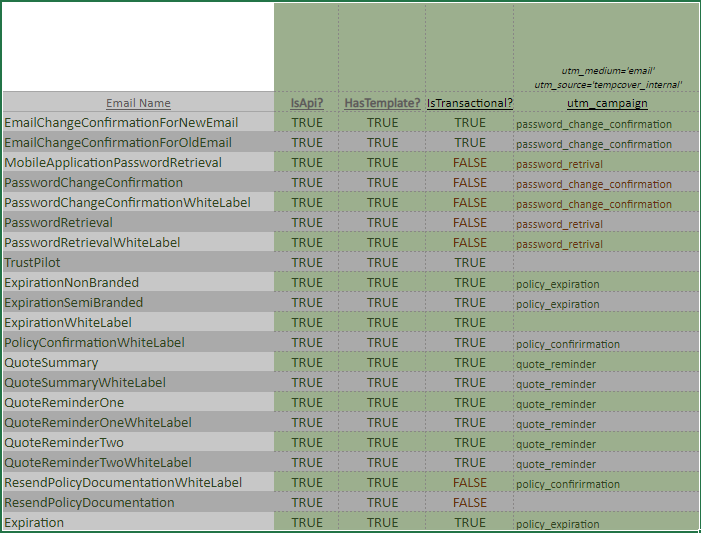 utm_medium='email'
utm_source='tempcover_internal'
Email Name IsApi? HasTemplate? IsTransactional? utm_campaign
EmailChangeConfirmationForNewEmail TRUE TRUE TRUE password_change_confirmation
EmailChangeConfirmationForOldEmail TRUE TRUE TRUE password_change_confirmation
MobileApplicationPasswordRetrieval TRUE TRUE FALSE password_retrival
PasswordChangeConfirmation TRUE TRUE FALSE password_change_confirmation
PasswordChangeConfirmationWhiteLabel TRUE TRUE FALSE password_change_confirmation
PasswordRetrieval TRUE TRUE FALSE password_retrival
PasswordRetrievalWhiteLabel TRUE TRUE FALSE password_retrival
TrustPilot TRUE TRUE TRUE
ExpirationNonBranded TRUE TRUE TRUE policy_expiration
ExpirationSemiBranded TRUE TRUE TRUE policy_expiration
ExpirationWhiteLabel TRUE TRUE TRUE
PolicyConfirmationWhiteLabel TRUE TRUE TRUE policy_confirirmation
QuoteSummary TRUE TRUE TRUE quote_reminder
QuoteSummaryWhiteLabel TRUE TRUE TRUE quote_reminder
QuoteReminderOne TRUE TRUE TRUE quote_reminder
QuoteReminderOneWhiteLabel TRUE TRUE TRUE quote_reminder
QuoteReminderTwo TRUE TRUE TRUE quote_reminder
QuoteReminderTwoWhiteLabel TRUE TRUE TRUE quote_reminder
ResendPolicyDocumentationWhiteLabel TRUE TRUE FALSE policy_confirirmation
ResendPolicyDocumentation TRUE TRUE FALSE
Expiration TRUE TRUE TRUE policy_expiration